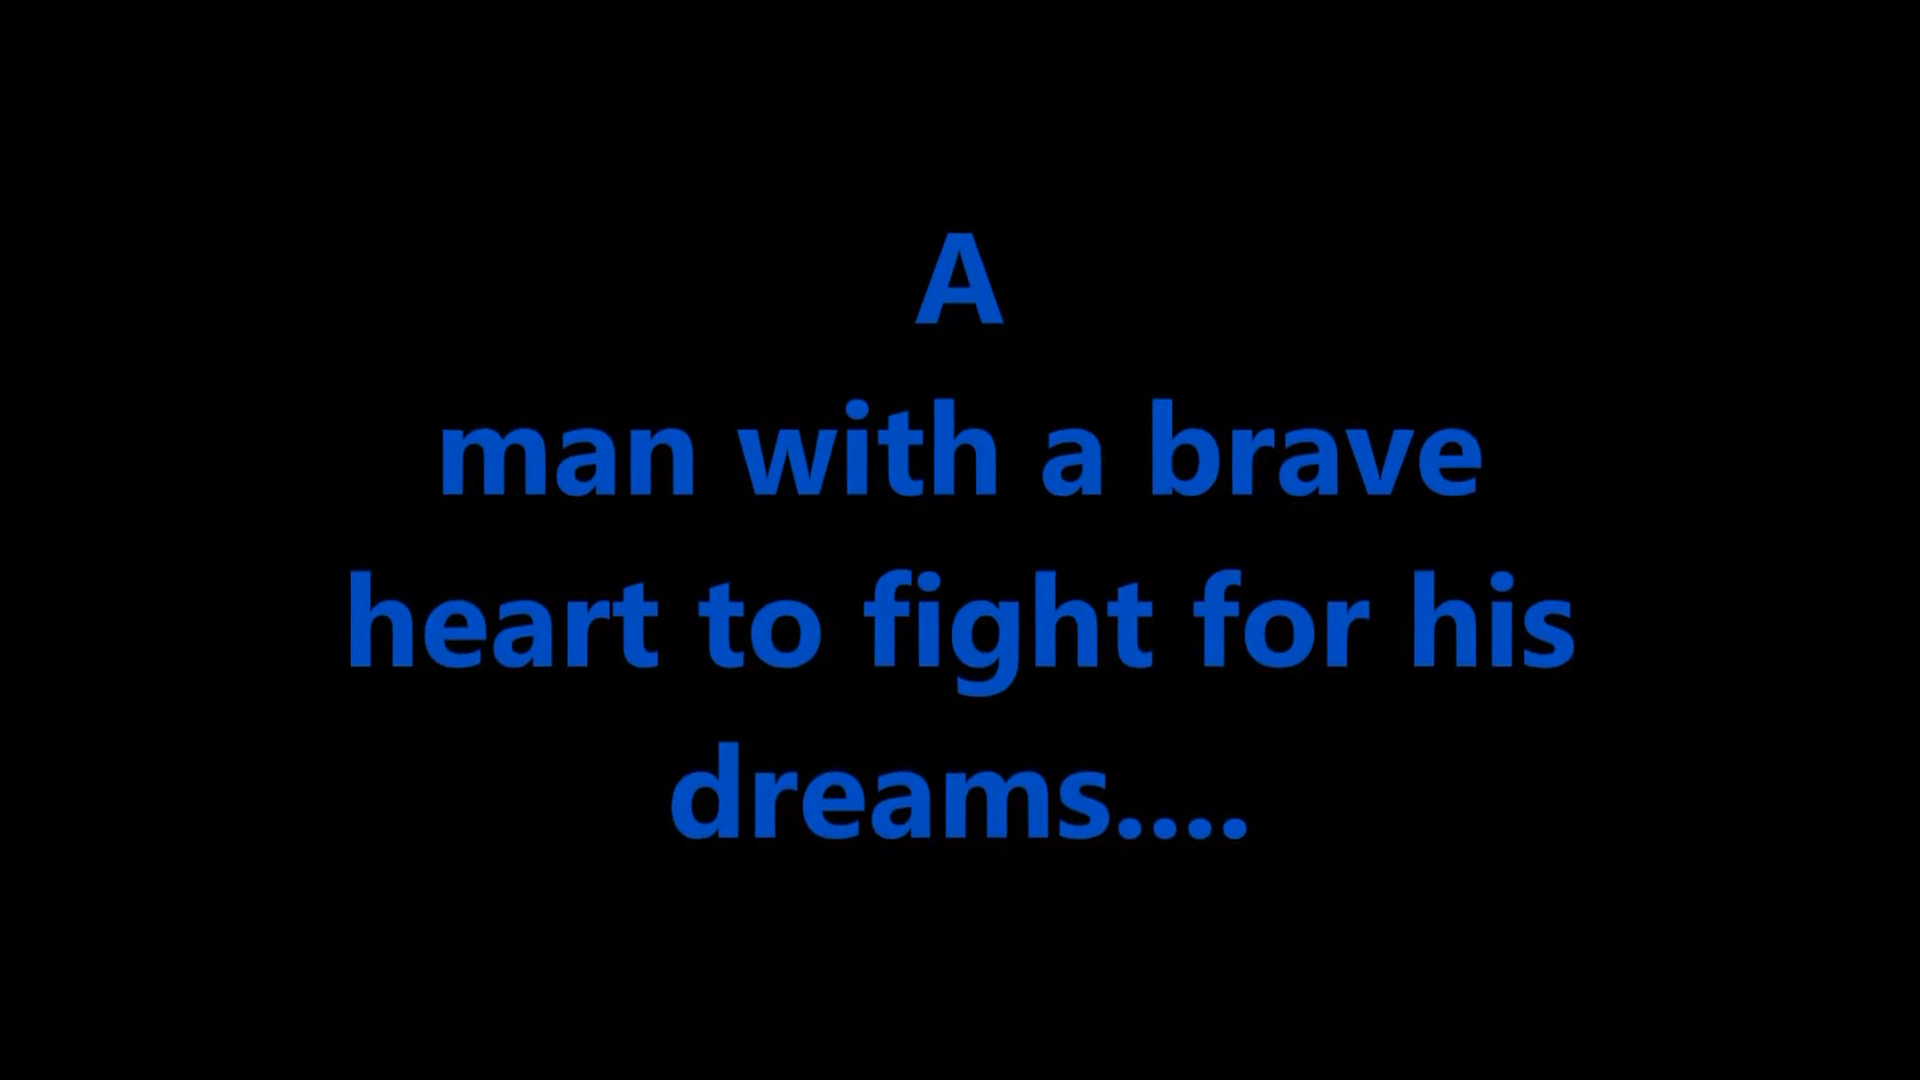 A
man with a brave
heart to fight for his
dreams....